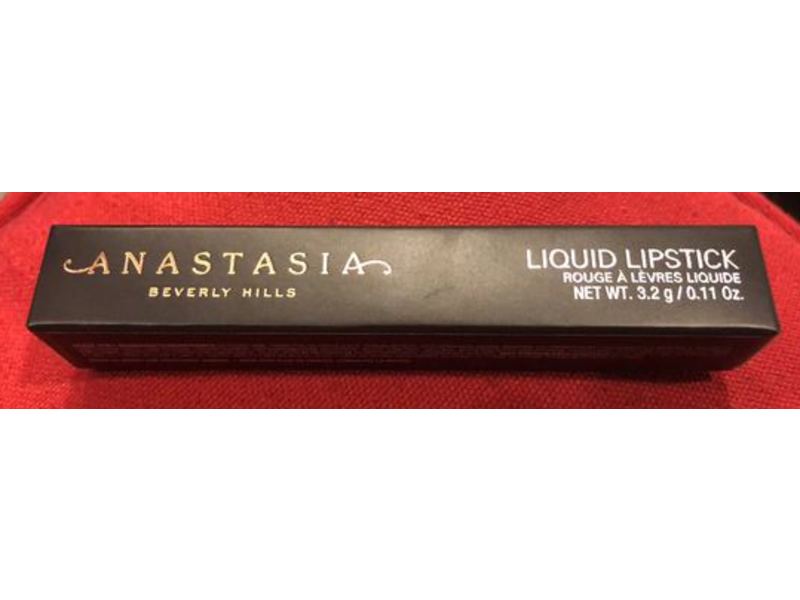 ANASTASIA
BEVERLY HILLS
LIQUID LIPSTICK
ROUGE À LÈVRES LIQUIDE
NET WT. 3.2 g / 0.11 Oz.